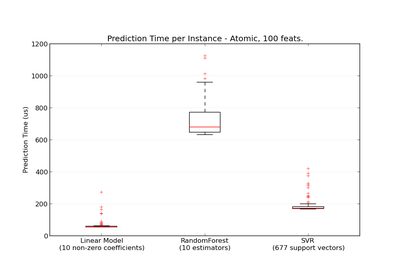 Prediction Time per Instance - Atomic, 100 feats.
1200
1000
800
600
400
200
0
Prediction Time (us)
Linear Model
(10 non-zero coefficients)
RandomForest
(10 estimators)
SVR
(677 support vectors)